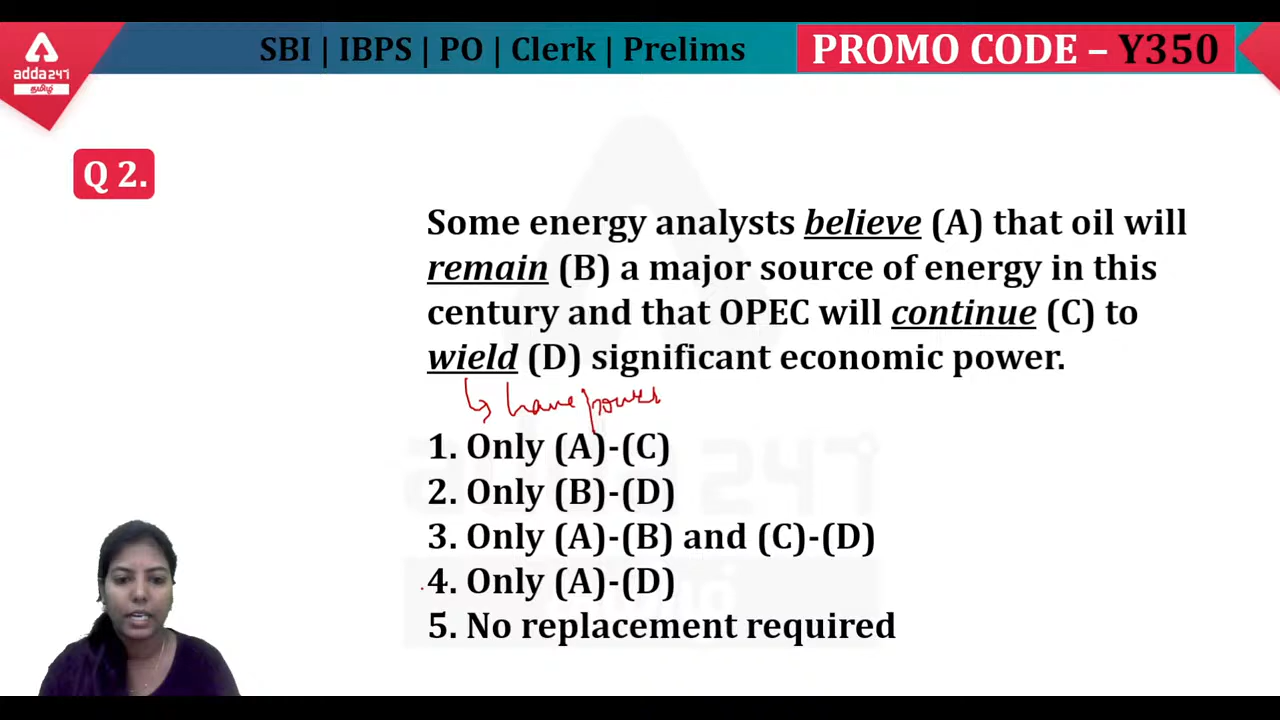 SBI | IBPS | PO | Clerk | Prelims
PROMO CODE – Y350
adda247
தமிழ்
Q 2.
Some energy analysts believe (A) that oil will
remain (B) a major source of energy in this
century and that OPEC will continue (C) to
wield (D) significant economic power.
have power
1. Only (A)-(C)
2. Only (B)-(D)
3. Only (A)-(B) and (C)-(D)
4. Only (A)-(D)
5. No replacement required